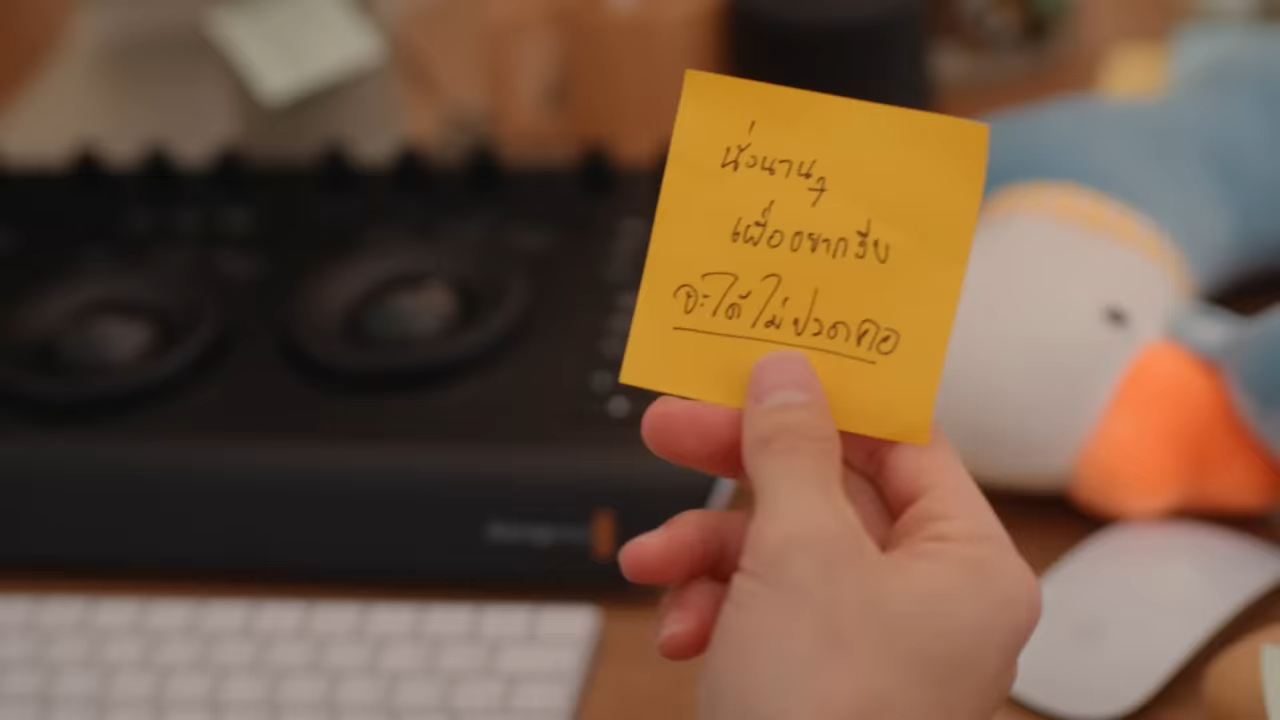 นั่งนานๆ
เผื่ออยากงีบ
จะได้ไม่ปวดคอ